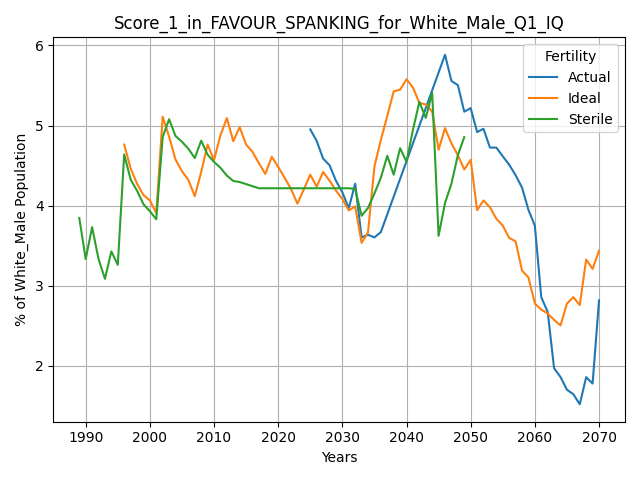 Score_1_in_FAVOUR_SPANKING_for_White_Male_Q1_IQ
% of White_Male Population
6
5
4
3
2
Fertility
Actual
Ideal
Sterile
1990 2000 2010 2020 2030 2040 2050 2060 2070
Years